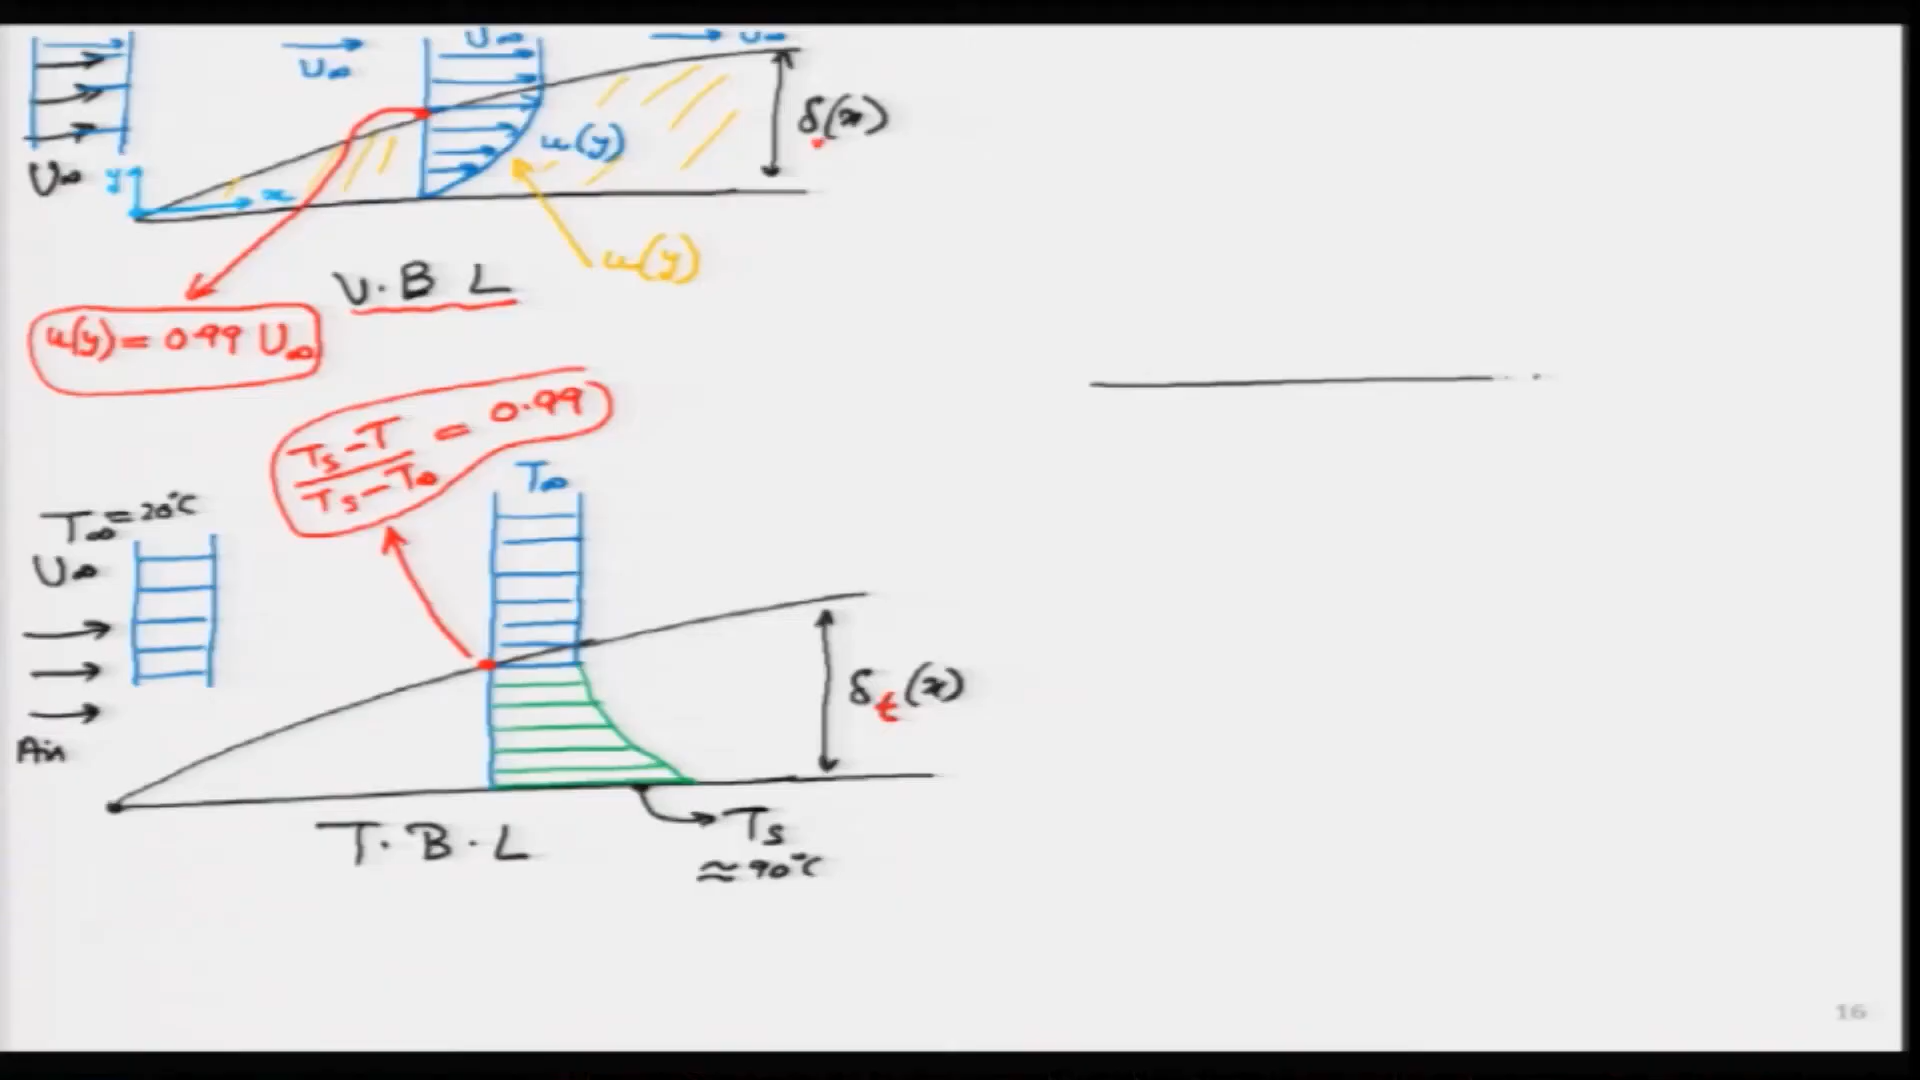 U∞
U∞
U∞
U∞
δ(x)
u(y)
y
x
u(y)
V.B L
u(y) = 0.99 U∞
Ts-T / Ts-T∞ = 0.99
T∞
T∞ = 20°C
U∞
δt(x)
Air
Ts
≈ 90°C
T.B.L
16